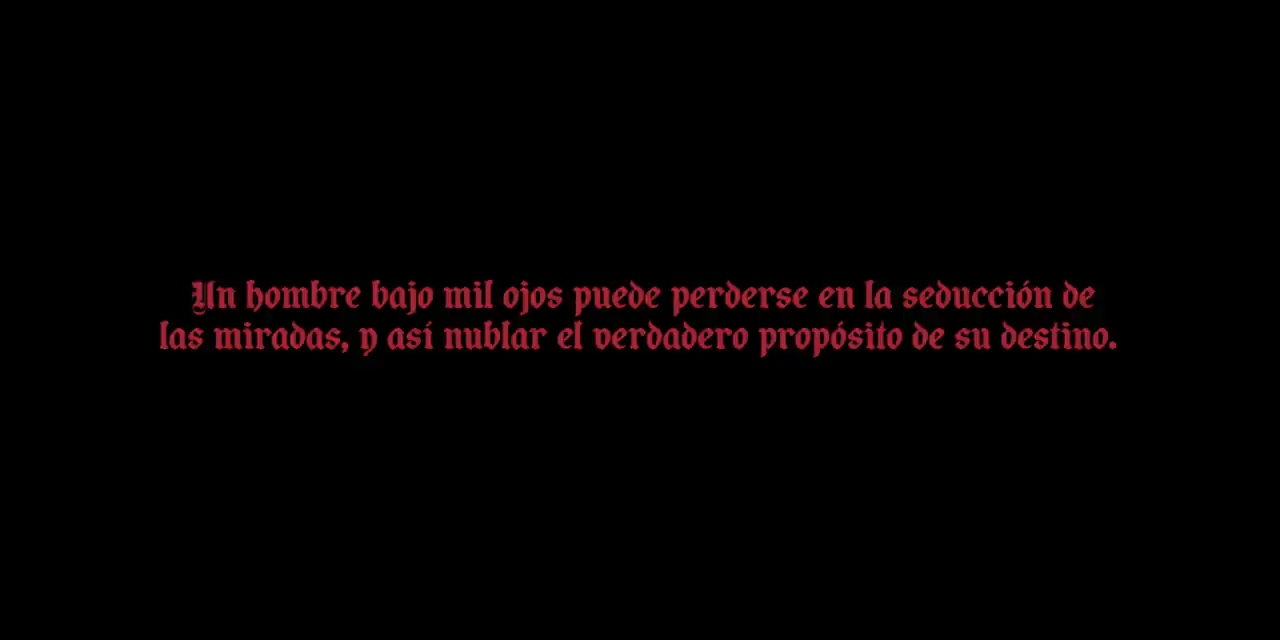 Un hombre bajo mil ojos puede perderse en la seducción de
las miradas, y así nublar el verdadero propósito de su destino.